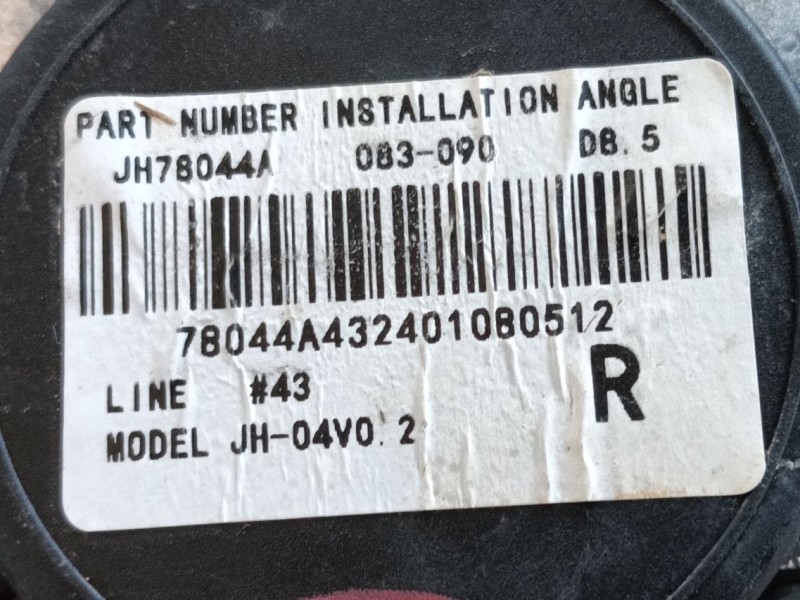 PART NUMBER INSTALLATION ANGLE
JH78044A 083-090 D8.5
78044A432401080512
LINE #43
R
MODEL JH-04V0.2